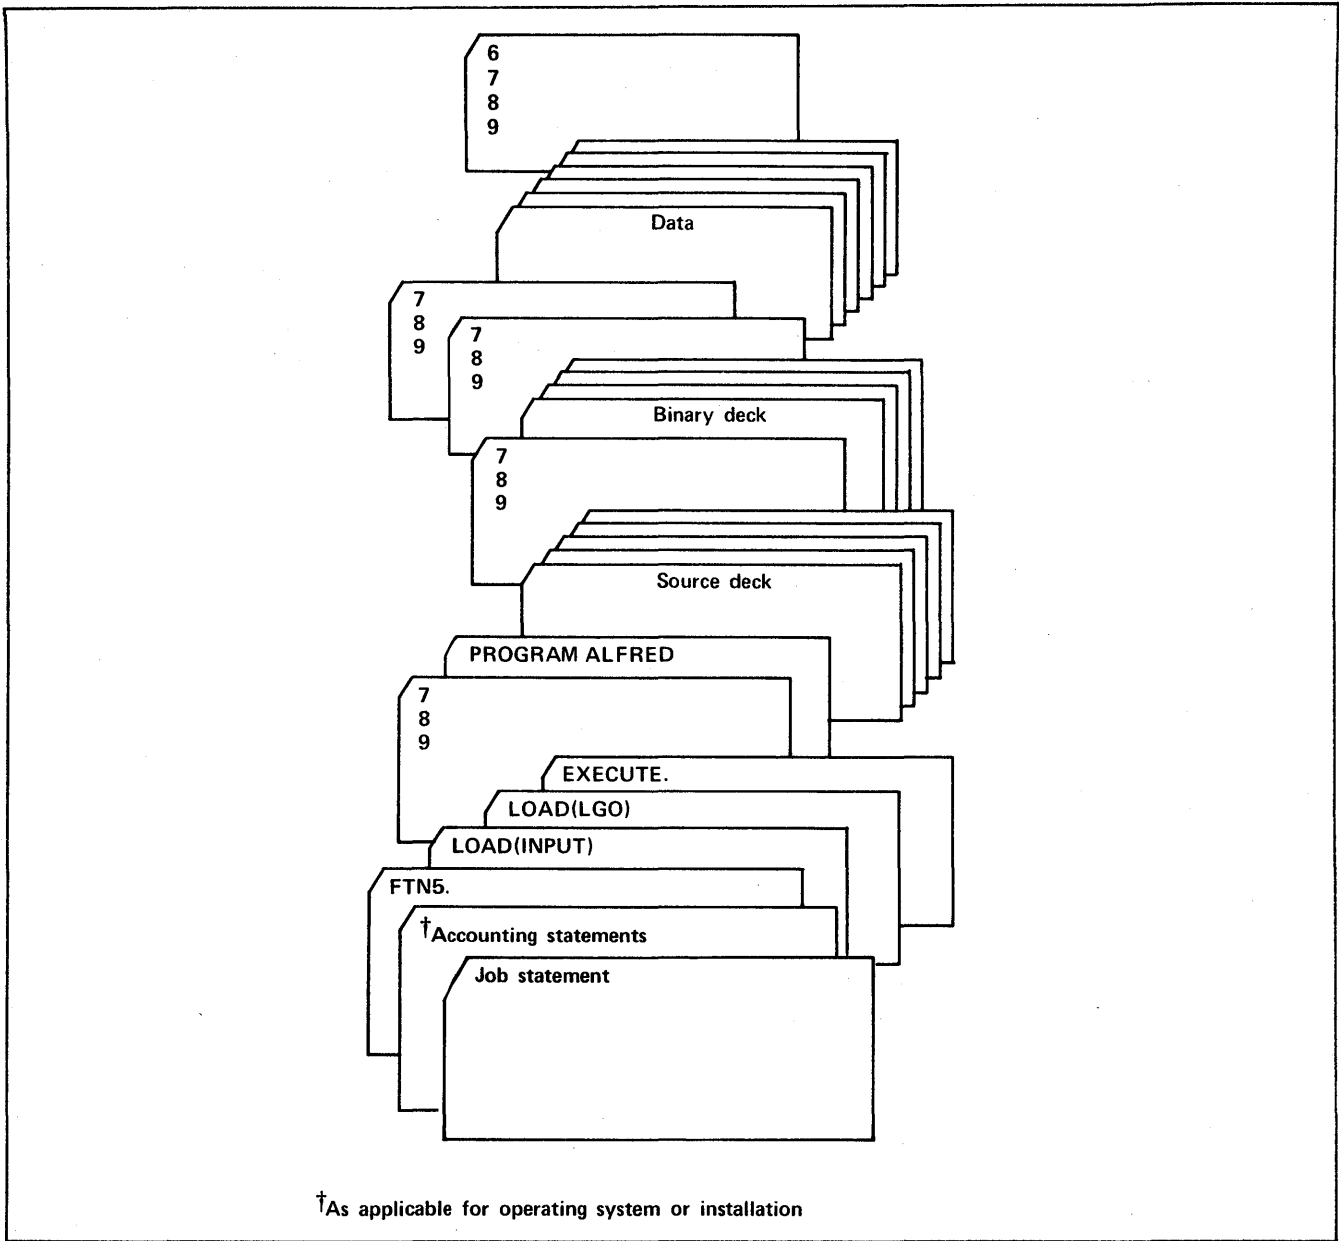 6
7
8
9
Data
7
8
9
7
8
9
Binary deck
7
8
9
Source deck
PROGRAM ALFRED
7
8
9
EXECUTE.
LOAD(LGO)
LOAD(INPUT)
FTN5.
†Accounting statements
Job statement
†As applicable for operating system or installation